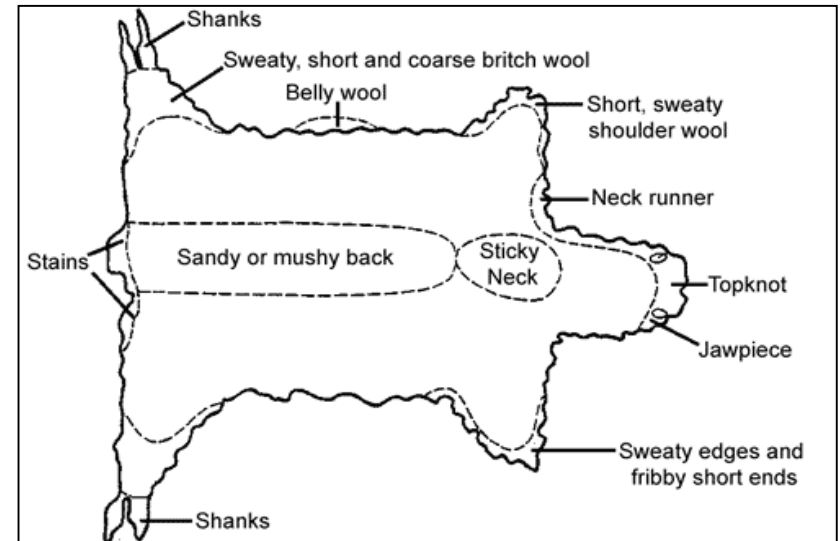 Shanks
Sweaty, short and coarse britch wool
Belly wool
Short, sweaty
shoulder wool
Neck runner
Stains
Sandy or mushy back
Sticky
Neck
Topknot
Jawpiece
Sweaty edges and
fribby short ends
Shanks